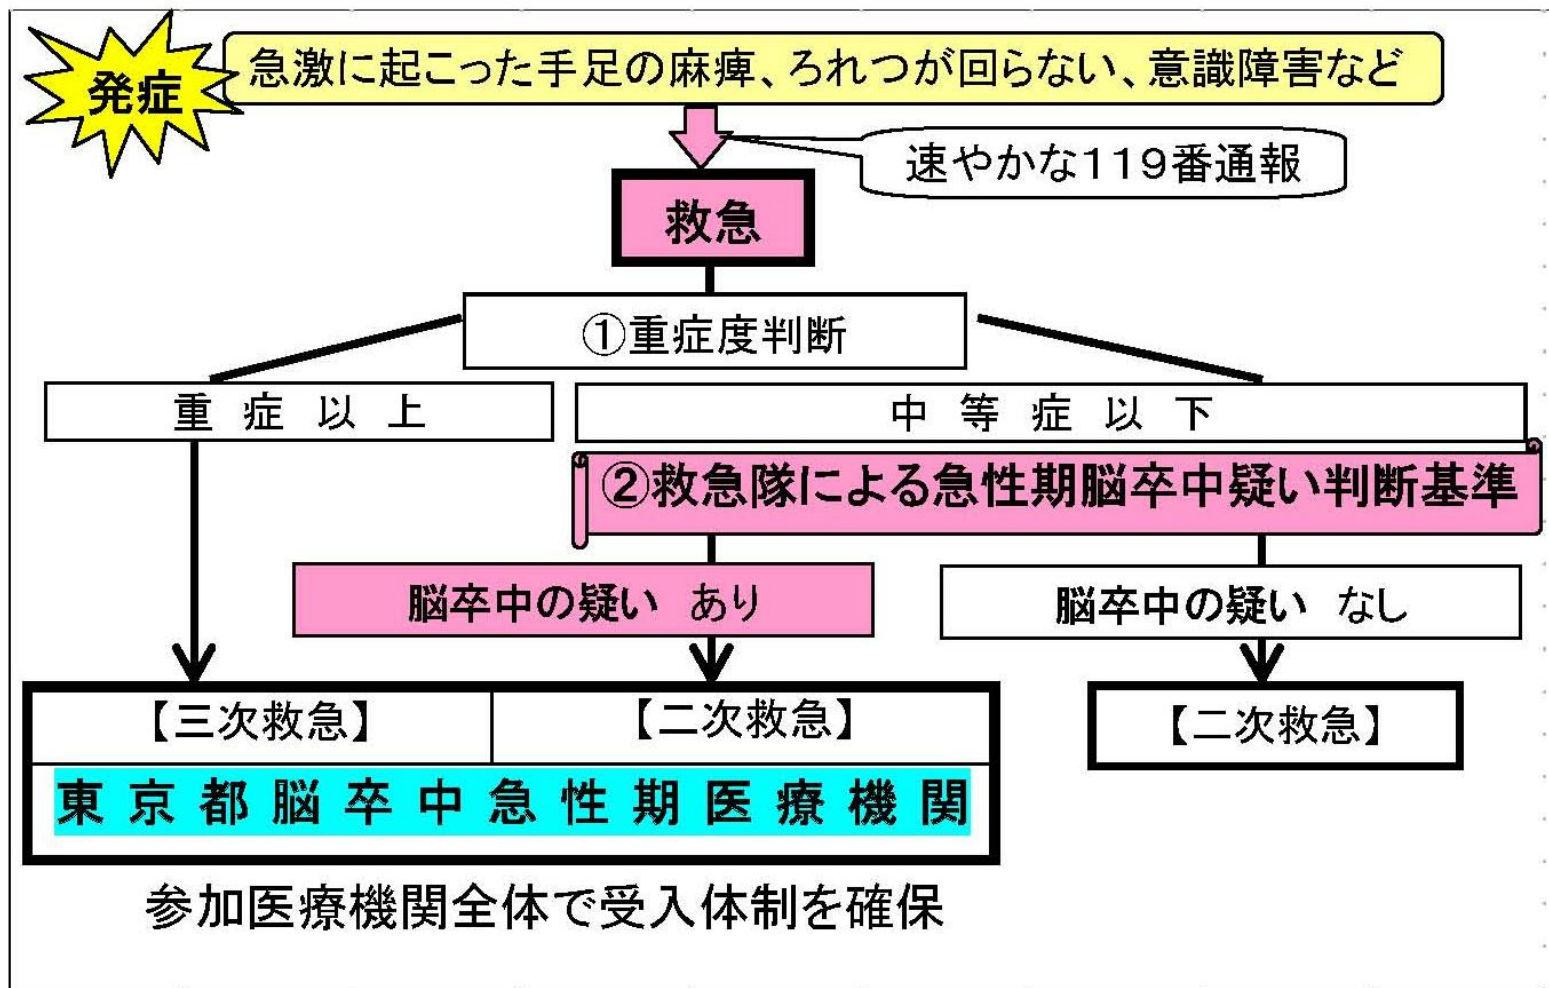 発症
急激に起こった手足の麻痺、ろれつが回らない、意識障害など
速やかな119番通報
救急
①重症度判断
重症以上
中等症以下
②救急隊による急性期脳卒中疑い判断基準
脳卒中の疑い あり
脳卒中の疑い なし
【三次救急】
【二次救急】
【二次救急】
東京都脳卒中急性期医療機関
参加医療機関全体で受入体制を確保